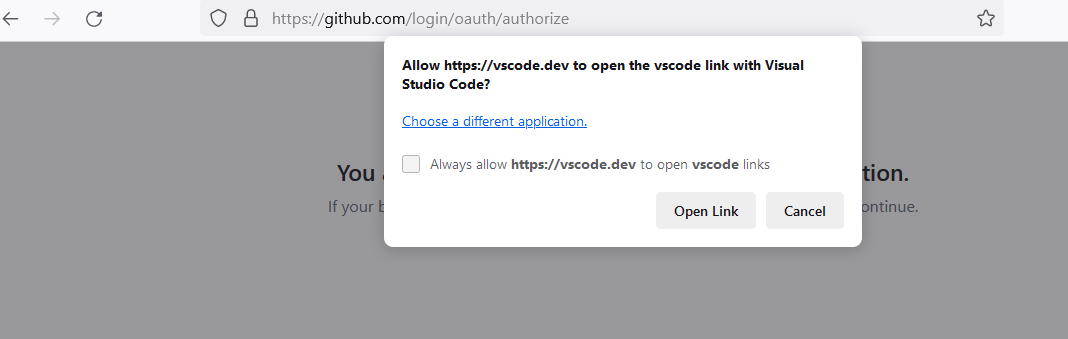 https://github.com/login/oauth/authorize
Allow https://vscode.dev to open the vscode link with Visual
Studio Code?
Choose a different application.
Always allow https://vscode.dev to open vscode links
You
tion.
If your
ontinue.
Open Link
Cancel